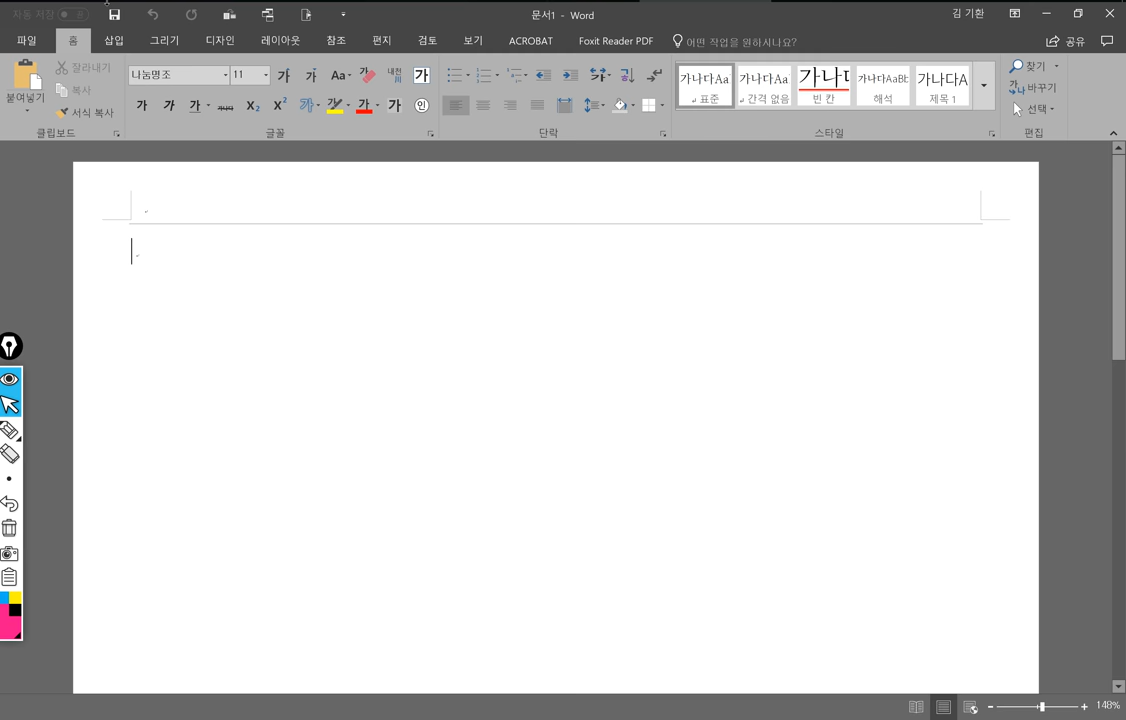 자동 저장
문서1 - Word
김 기환
파일 홈 삽입 그리기 디자인 레이아웃 참조 편지 검토 보기 ACROBAT Foxit Reader PDF 어떤 작업을 원하시나요? 공유
붙여넣기
잘라내기
복사
서식 복사
클립보드
나눔명조 11 가 가 Aa 가 내천 가
가 가 가 가나다 X₂ X² 가 가 가 인
글꼴
단락
가나다Aa 가나다Aa 가나 가나다AaBb 가나다A
표준 간격 없음 빈 칸 해석 제목 1
스타일
찾기
바꾸기
선택
편집
148%